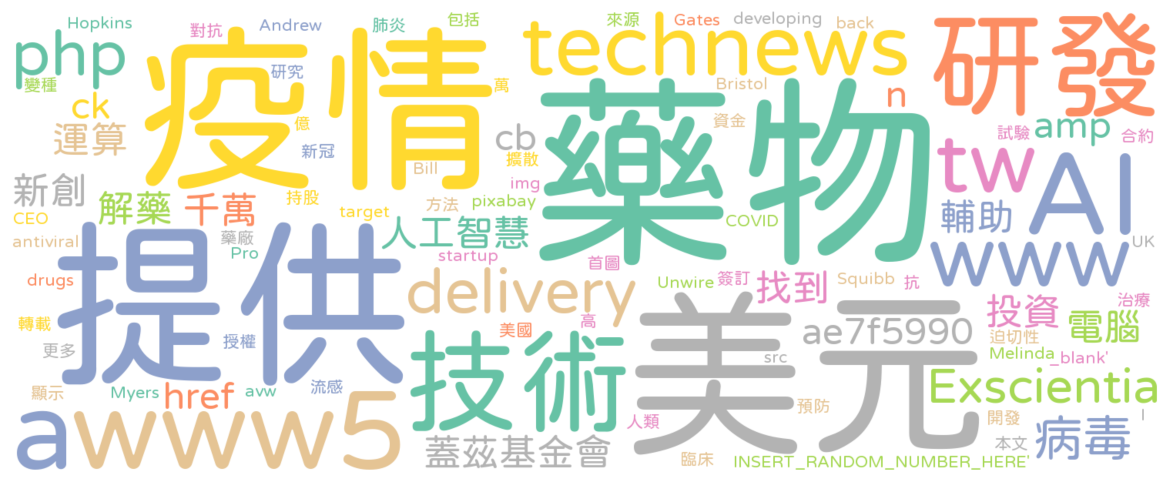 Hopkins
對抗
Andrew
肺炎
包括
來源
Gates
developing
back
php
疫情
technews
研發
變種
研究
萬
Bristol
n
ck
億
藥物
資金
試驗
amp
合約
運算
新冠
cb
擴散
tw
AI
Bill
img
新創
解藥
千萬
持股
pixabay
CEO
target
方法
COVID
輔助
www
antiviral
藥廠
人工智慧
UK
Pro
提供
startup
首圖
drugs
delivery
Unwire
簽訂
找到
Squibb
抗
治療
投資
轉載
授權
美國
高
美元
ae7f5990
電腦
迫切性
更多
技術
src
Melinda
_blank'
顯示
Myers
href
avw
流感
Exscientia
a
www5
人類
預防
開發
l
蓋茲基金會
臨床
INSERT_RANDOM_NUMBER_HERE'
本文
病毒